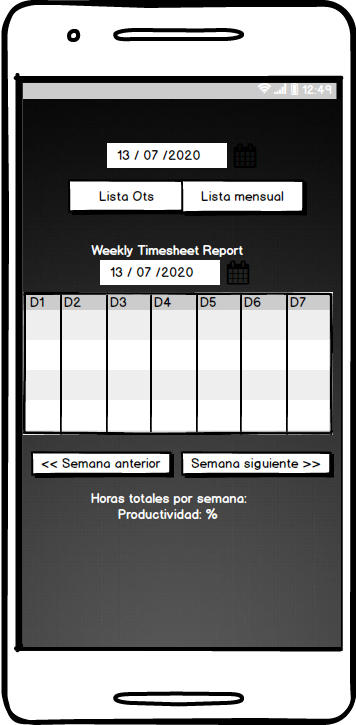 12:49
13 / 07 /2020
Lista Ots Lista mensual
Weekly Timesheet Report
13 / 07 /2020
D1 D2 D3 D4 D5 D6 D7
<< Semana anterior Semana siguiente >>
Horas totales por semana:
Productividad: %